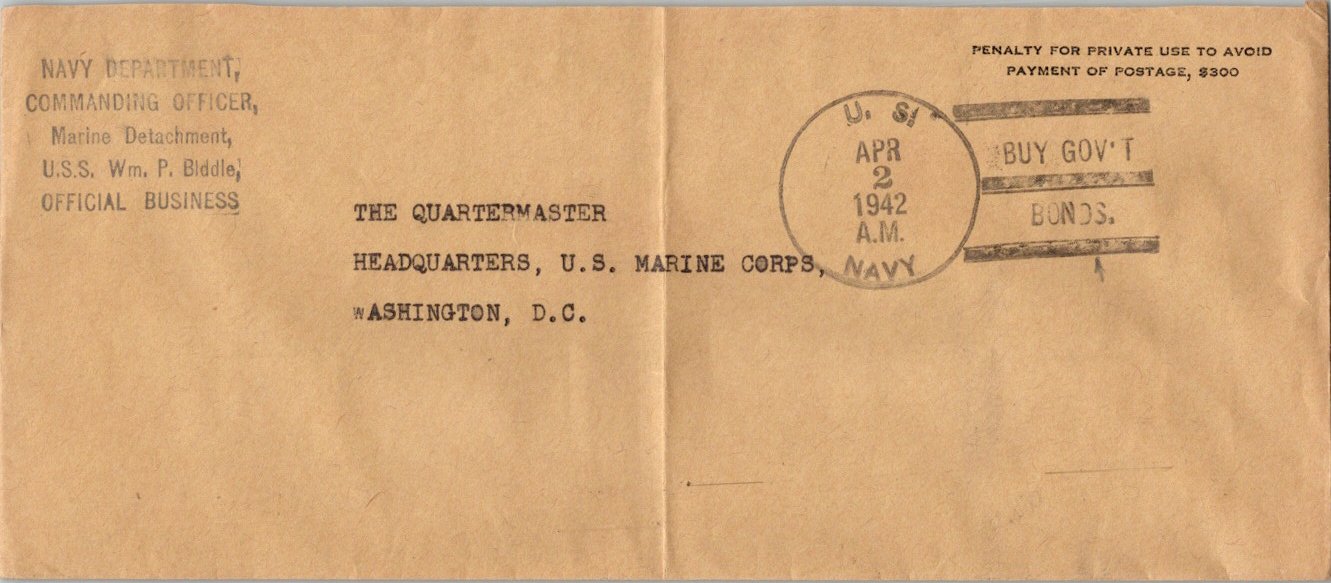 NAVY DEPARTMENT,
COMMANDING OFFICER,
Marine Detachment,
U.S.S. Wm. P. Biddle,
OFFICIAL BUSINESS
PENALTY FOR PRIVATE USE TO AVOID
PAYMENT OF POSTAGE, $300
U. S.
APR
2
1942
A.M.
NAVY
BUY GOV'T
BONDS.
THE QUARTERMASTER
HEADQUARTERS, U.S. MARINE CORPS,
WASHINGTON, D.C.